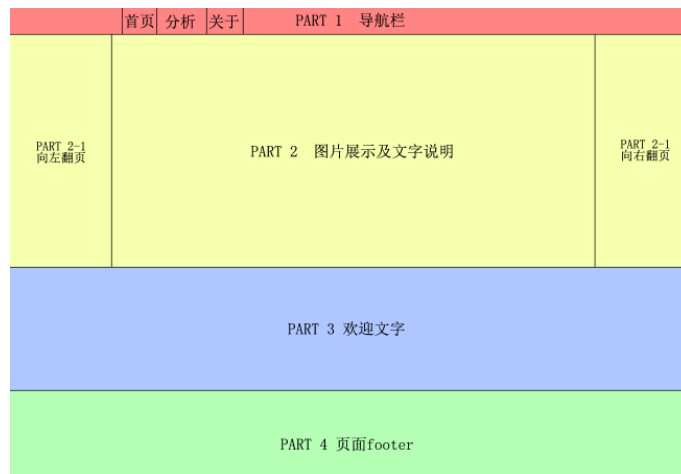 首页 分析 关于 PART 1 导航栏
PART 2-1
向左翻页
PART 2 图片展示及文字说明
PART 2-1
向右翻页
PART 3 欢迎文字
PART 4 页面footer